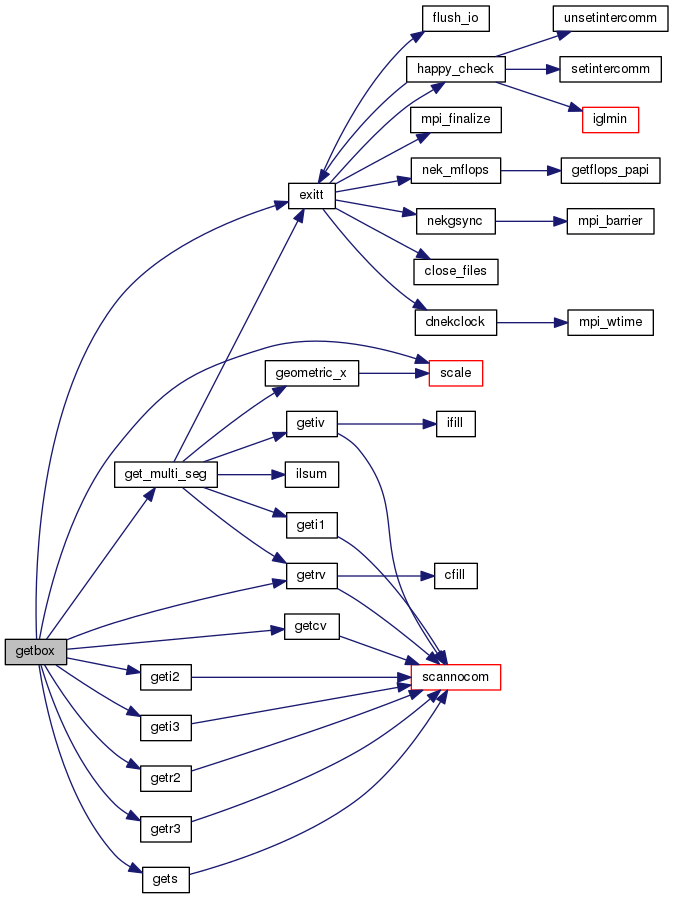 flush_io
unsetintercomm
happy_check
setintercomm
mpi_finalize
iglmin
nek_mflops
getflops_papi
exitt
nekgsync
mpi_barrier
close_files
dnekclock
mpi_wtime
geometric_x
scale
getiv
ifill
get_multi_seg
ilsum
geti1
getrv
cfill
getcv
getbox
geti2
scannocom
geti3
getr2
getr3
gets